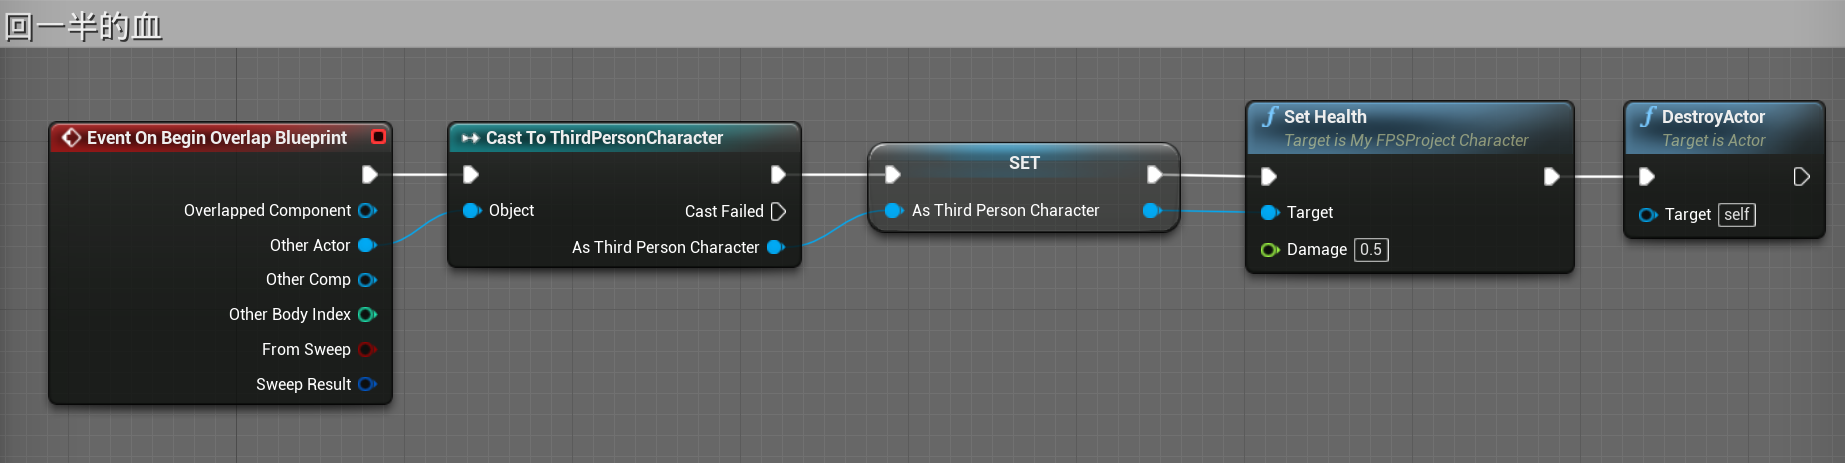 回一半的血
Event On Begin Overlap Blueprint
Overlapped Component
Other Actor
Other Comp
Other Body Index
From Sweep
Sweep Result
Cast To ThirdPersonCharacter
Object
Cast Failed
As Third Person Character
SET
As Third Person Character
Set Health
Target is My FPSProject Character
Target
Damage 0.5
DestroyActor
Target is Actor
Target self